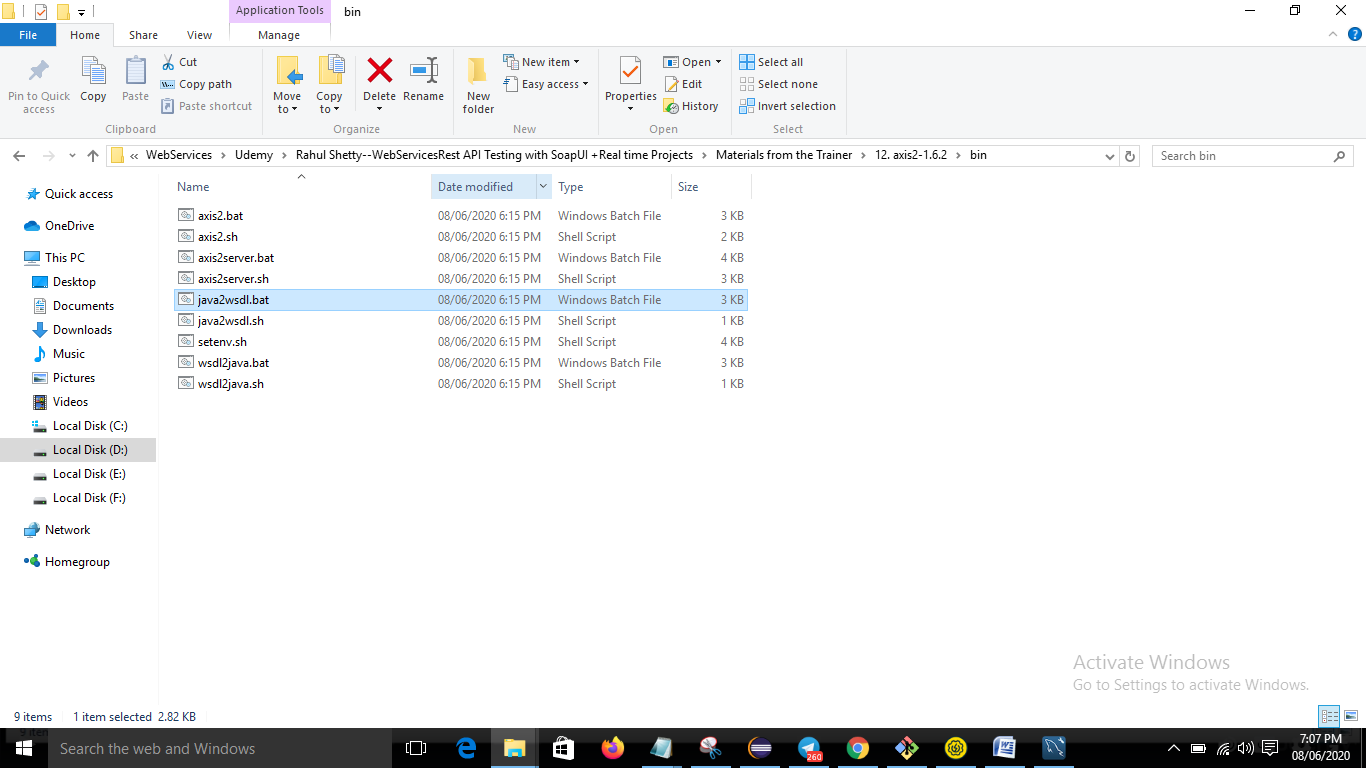 Application Tools bin
File Home Share View Manage
Pin to Quick access
Copy
Paste
Cut
Copy path
Paste shortcut
Clipboard
Move to
Copy to
Delete
Rename
Organize
New folder
New item
Easy access
New
Properties
Open
Edit
History
Open
Select all
Select none
Invert selection
Select
« WebServices > Udemy > Rahul Shetty--WebServicesRest API Testing with SoapUI +Real time Projects > Materials from the Trainer > 12. axis2-1.6.2 > bin
Search bin
Quick access
OneDrive
This PC
Desktop
Documents
Downloads
Music
Pictures
Videos
Local Disk (C:)
Local Disk (D:)
Local Disk (E:)
Local Disk (F:)
Network
Homegroup
Name Date modified Type Size
axis2.bat 08/06/2020 6:15 PM Windows Batch File 3 KB
axis2.sh 08/06/2020 6:15 PM Shell Script 2 KB
axis2server.bat 08/06/2020 6:15 PM Windows Batch File 4 KB
axis2server.sh 08/06/2020 6:15 PM Shell Script 3 KB
java2wsdl.bat 08/06/2020 6:15 PM Windows Batch File 3 KB
java2wsdl.sh 08/06/2020 6:15 PM Shell Script 1 KB
setenv.sh 08/06/2020 6:15 PM Shell Script 4 KB
wsdl2java.bat 08/06/2020 6:15 PM Windows Batch File 3 KB
wsdl2java.sh 08/06/2020 6:15 PM Shell Script 1 KB
Activate Windows
Go to Settings to activate Windows.
9 items 1 item selected 2.82 KB
Search the web and Windows
260
7:07 PM
08/06/2020